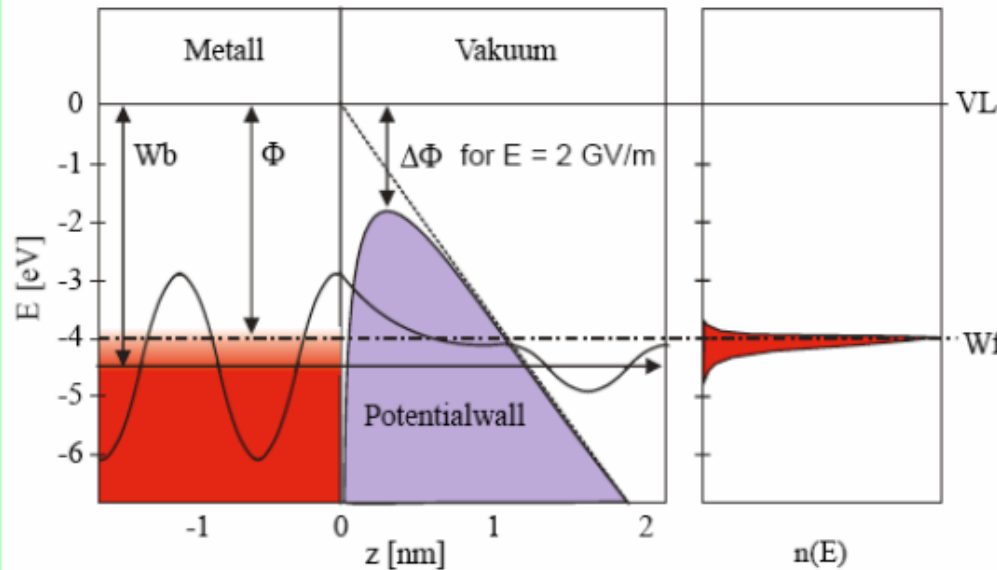 Metall
Vakuum
0
VL
Wb
Φ
ΔΦ for E = 2 GV/m
-1
-2
-3
-4
Wf
-5
-6
E [eV]
Potentialwall
-1
0
1
2
z [nm]
n(E)